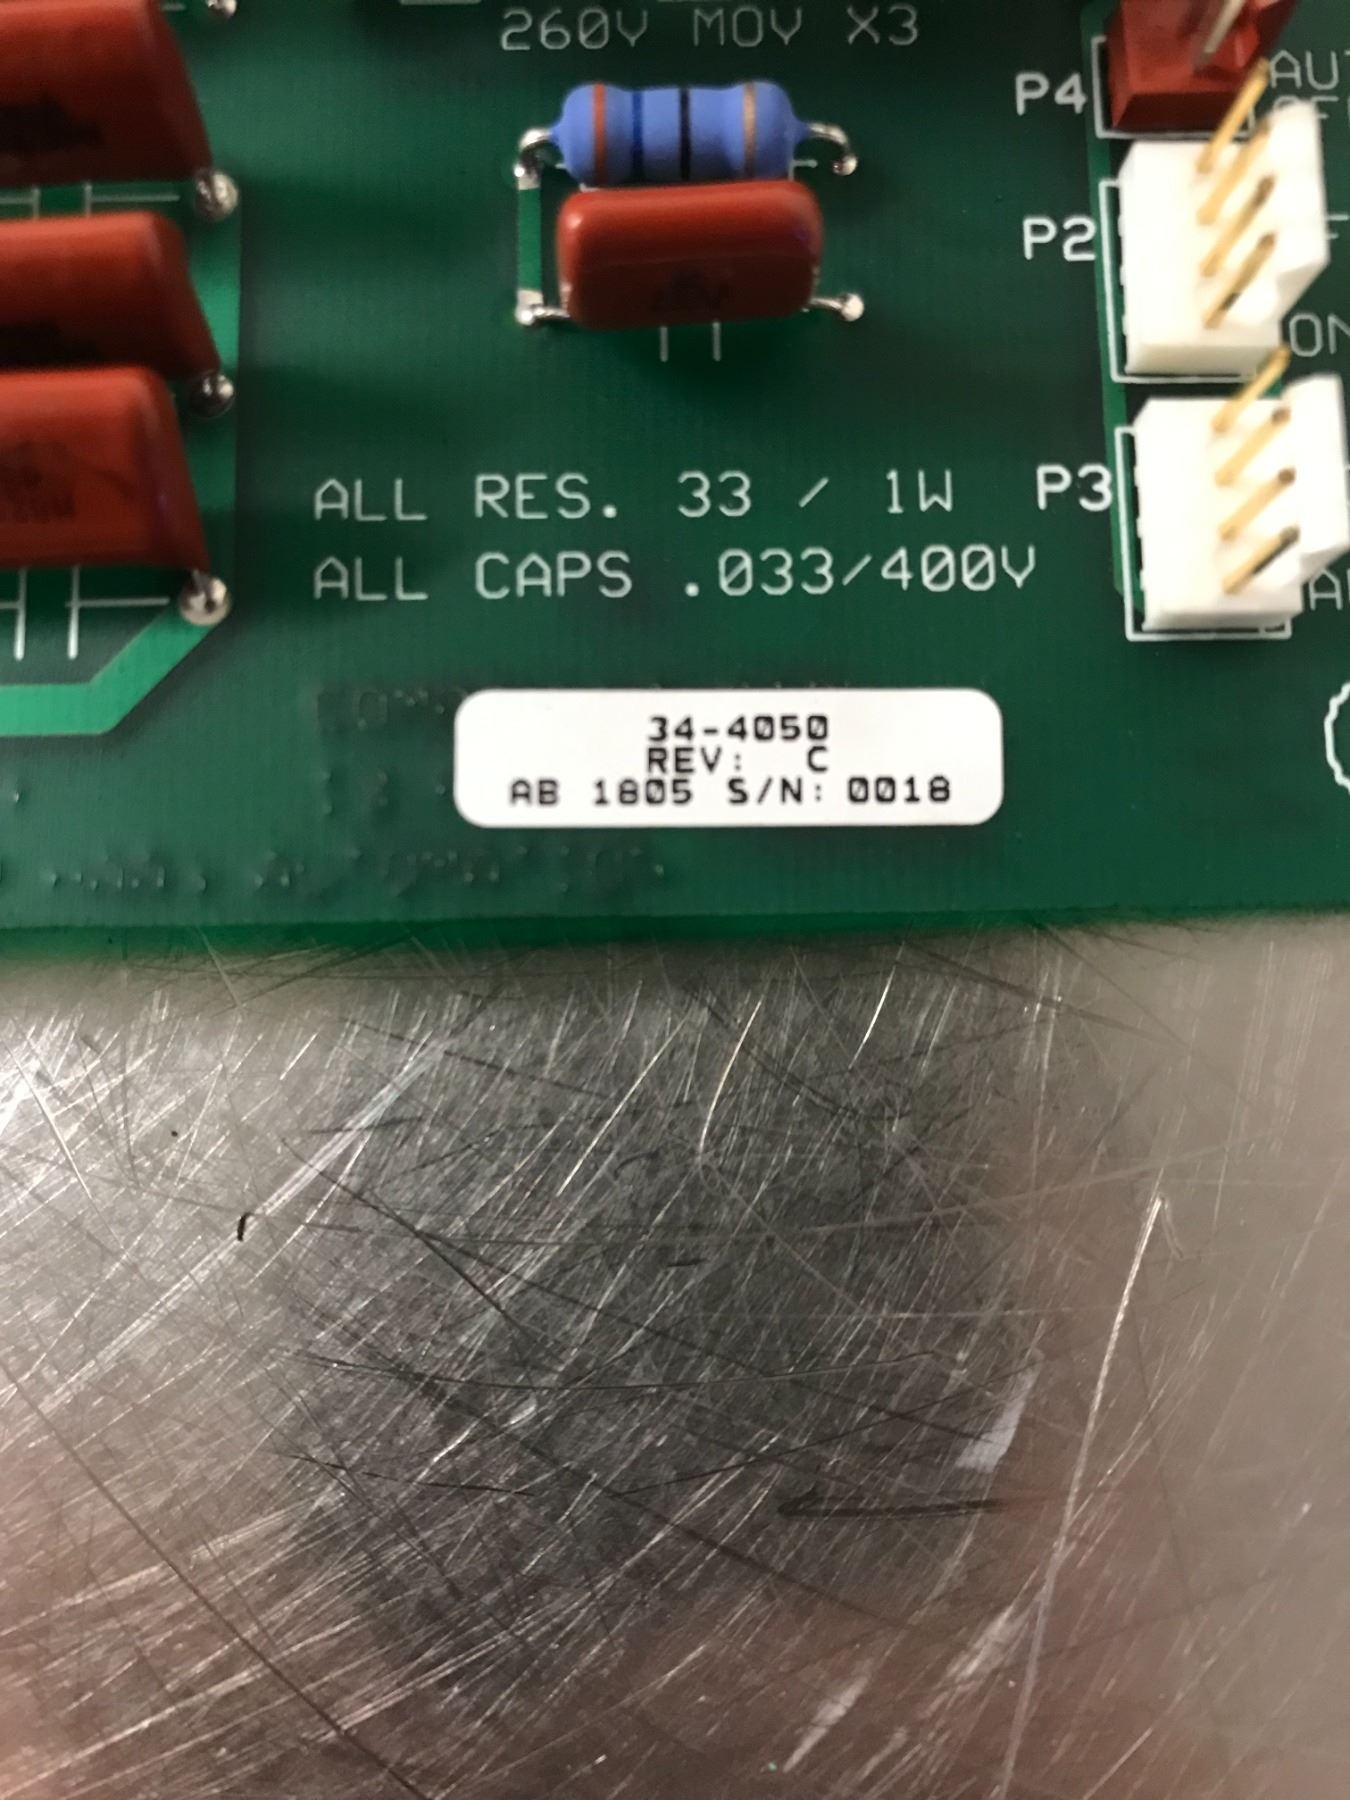 260V MOV X3
P4
P2
ALL RES. 33 / 1W
P3
ALL CAPS .033/400V
34-4050
REV: C
AB 1805 S/N: 0018